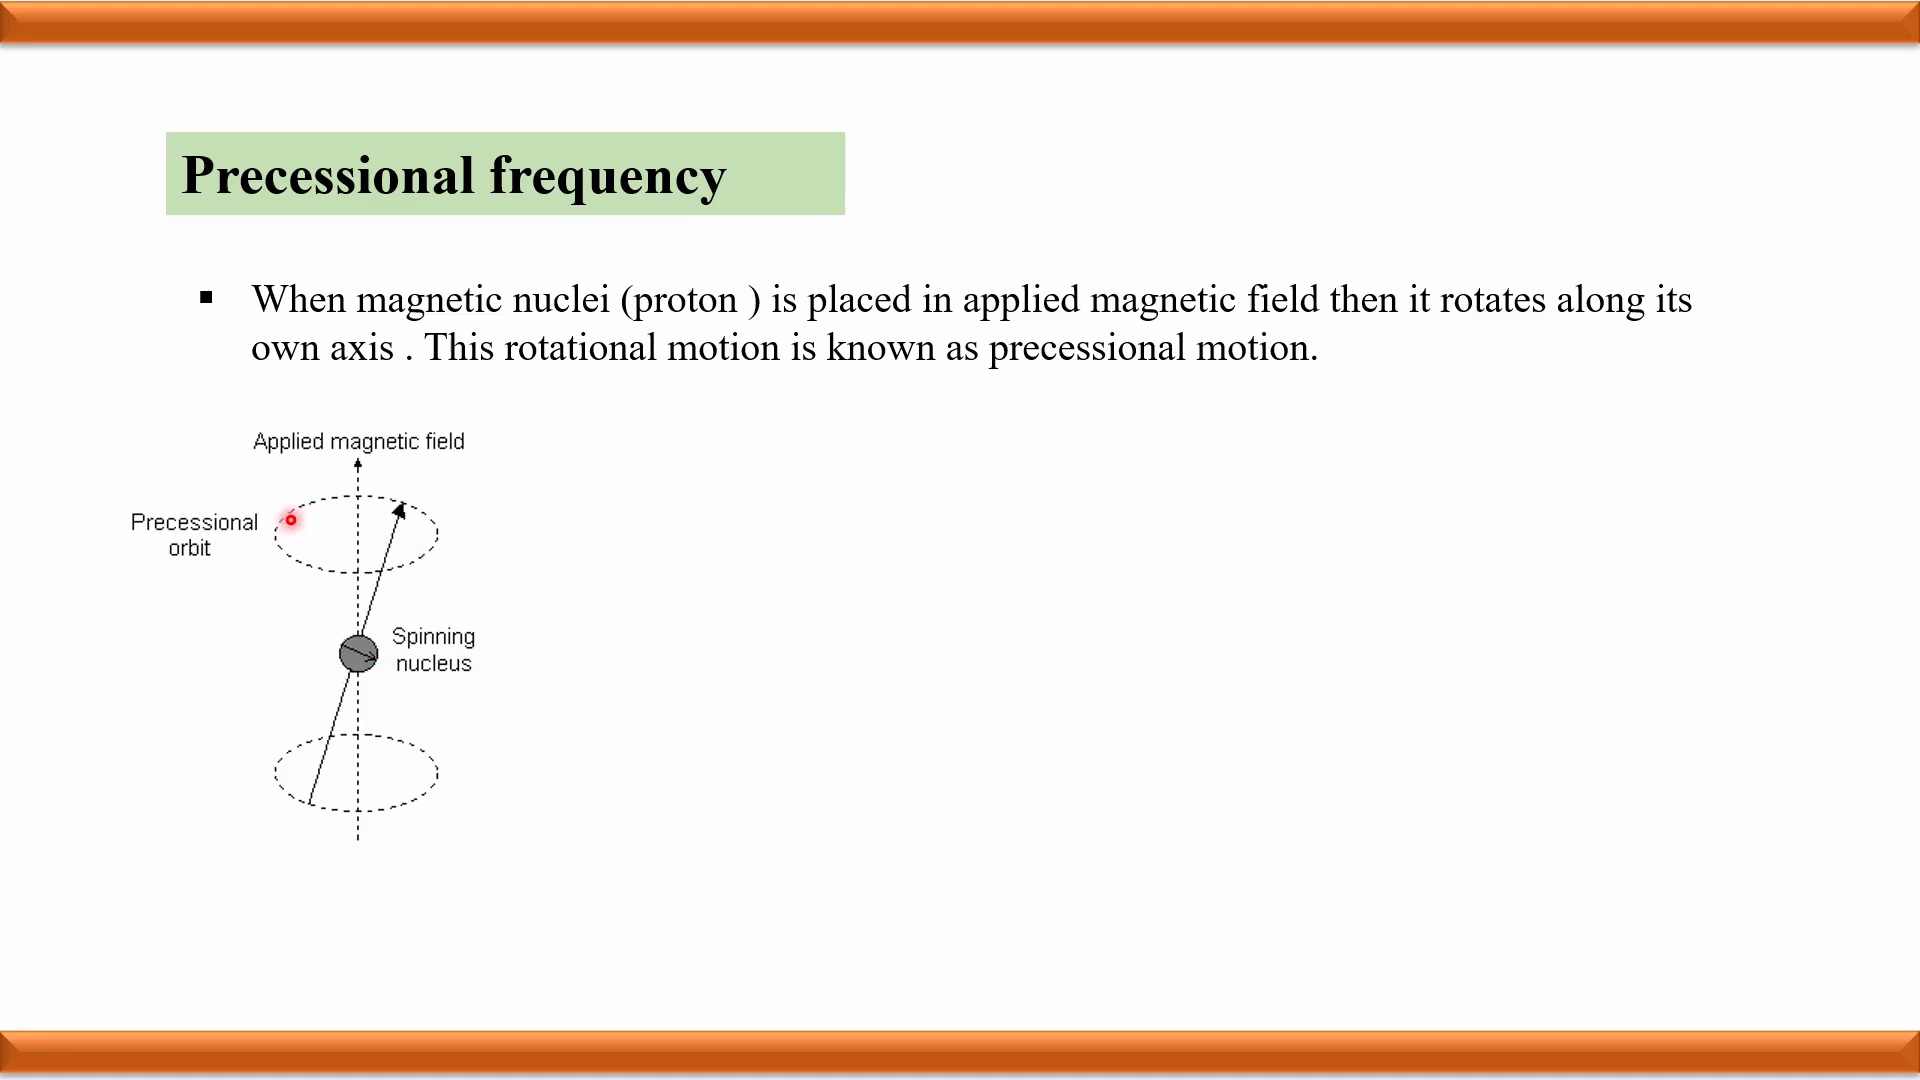 Precessional frequency
▪ When magnetic nuclei (proton ) is placed in applied magnetic field then it rotates along its
own axis . This rotational motion is known as precessional motion.
Applied magnetic field
Precessional
orbit
Spinning
nucleus